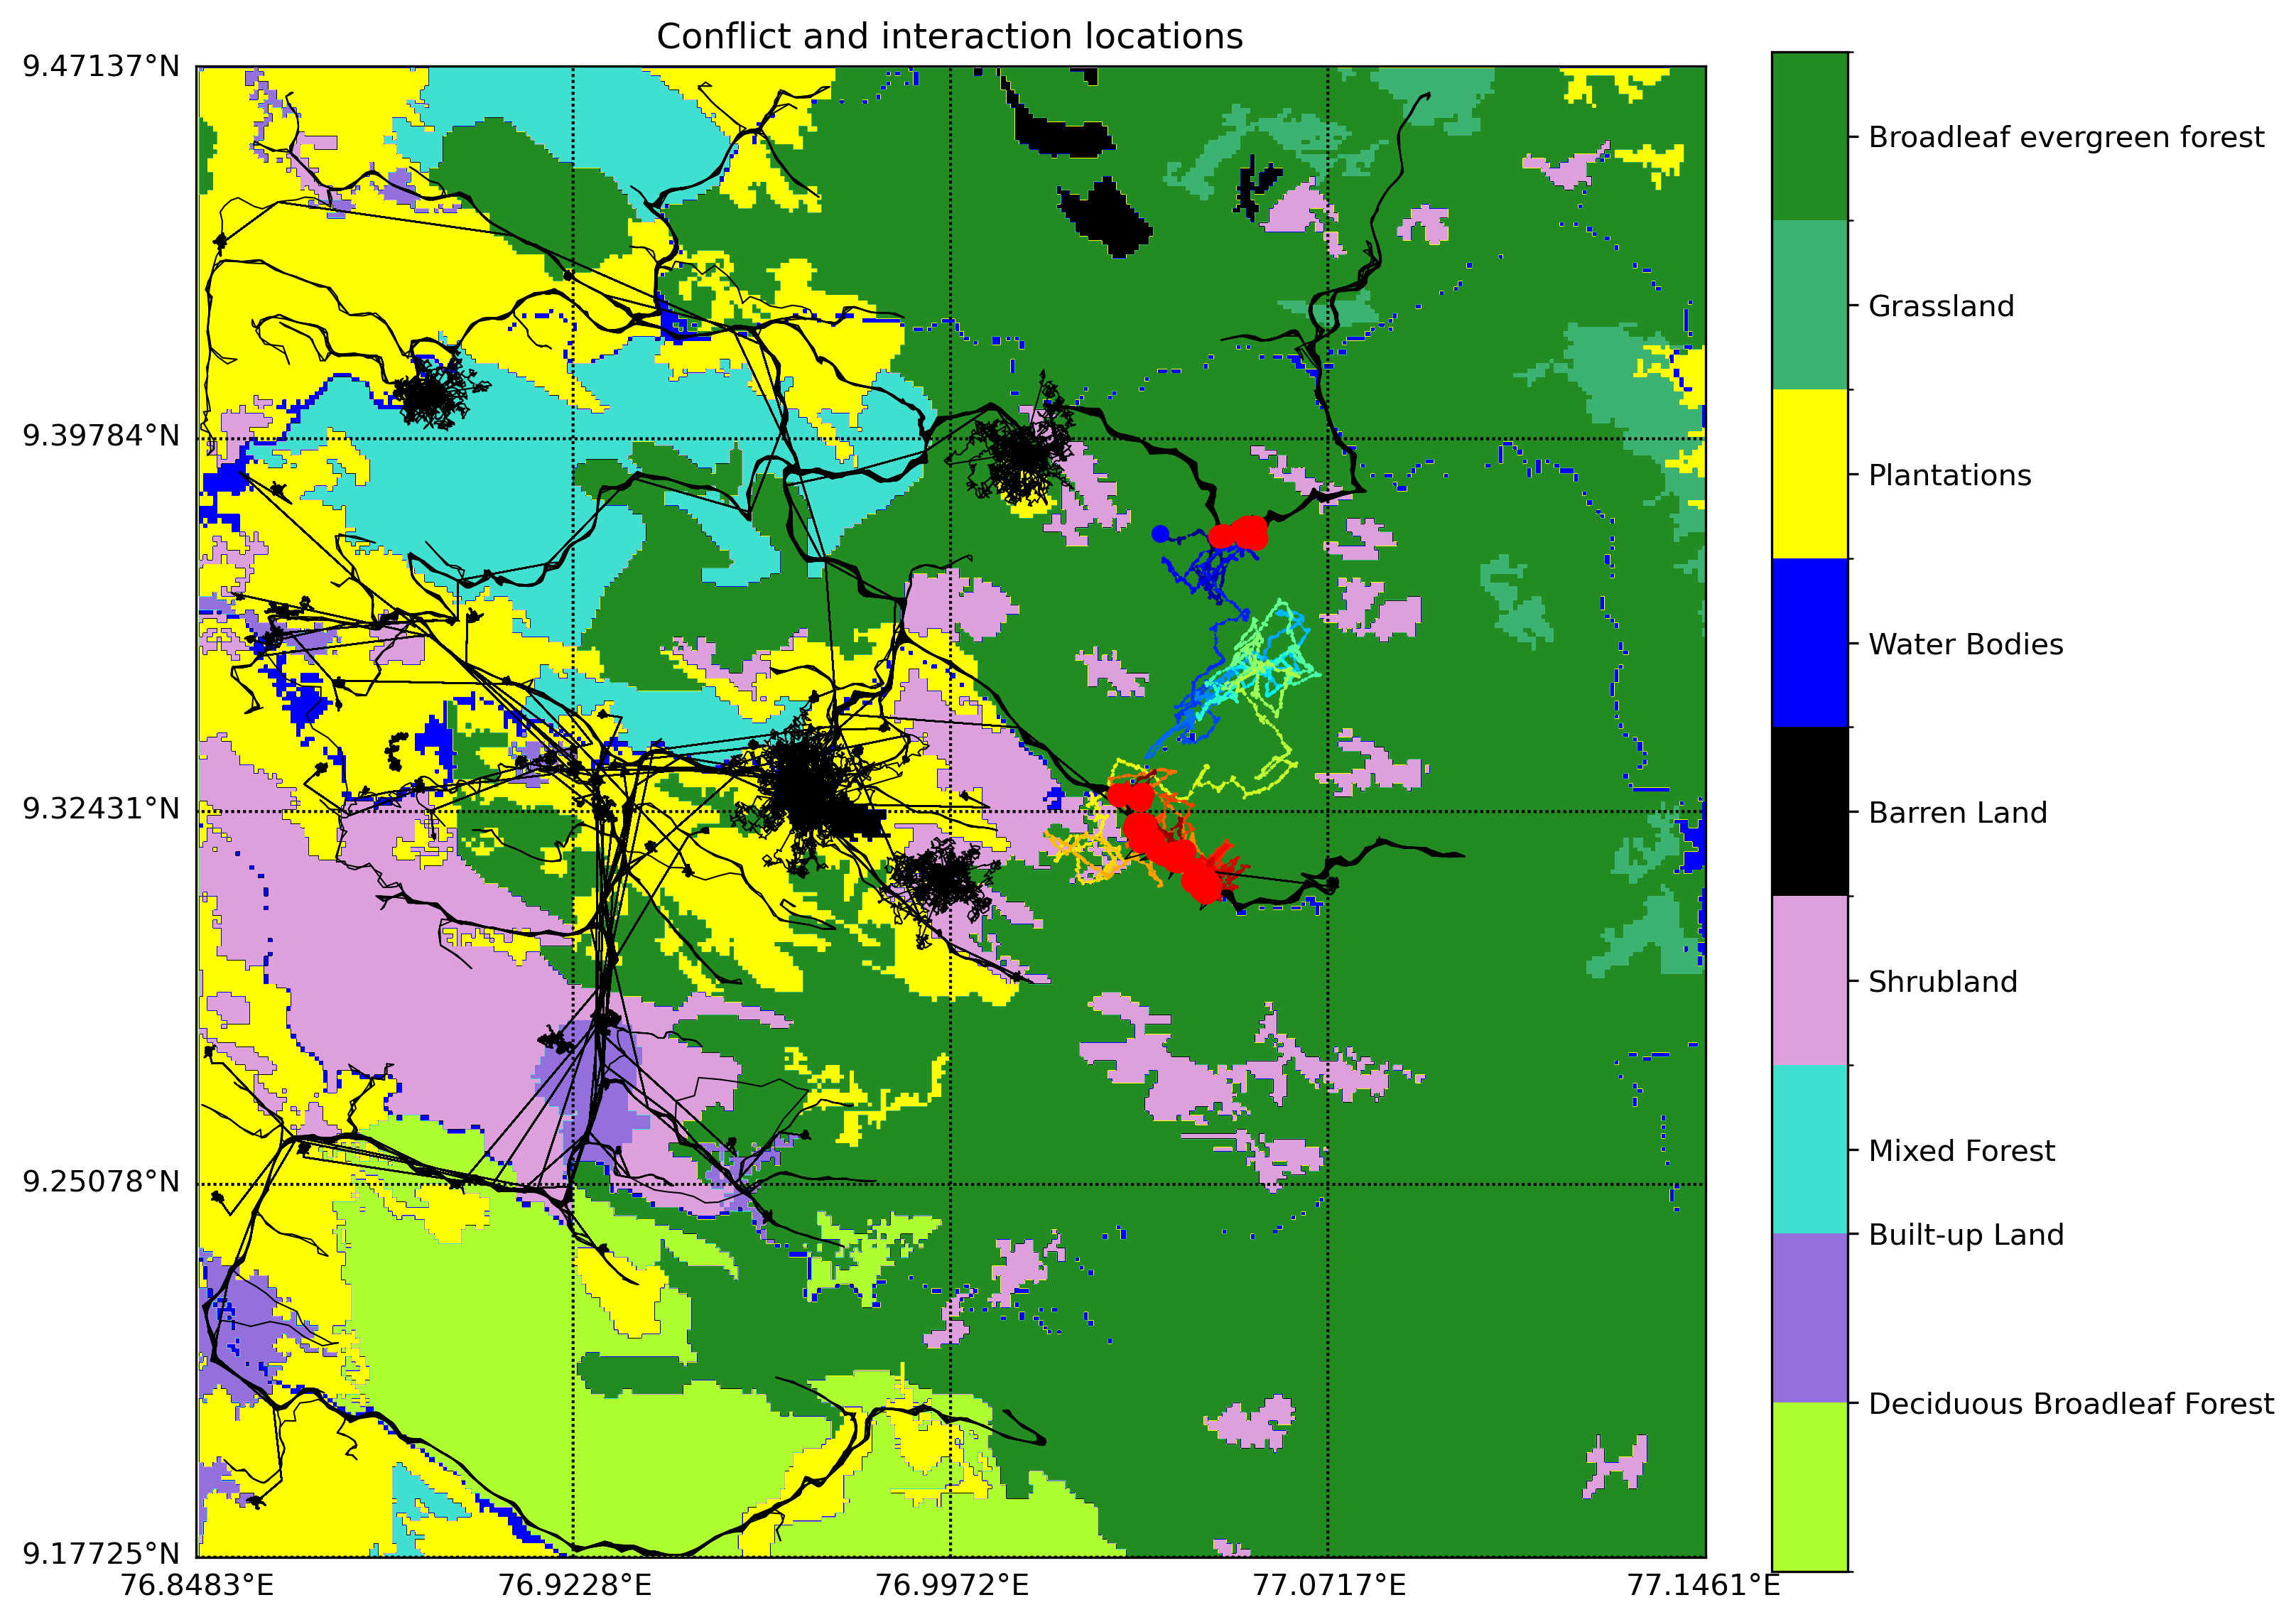 Conflict and interaction locations
9.47137°N
9.39784°N
9.32431°N
9.25078°N
9.17725°N
76.8483°E
76.9228°E
76.9972°E
77.0717°E
77.1461°E
Broadleaf evergreen forest
Grassland
Plantations
Water Bodies
Barren Land
Shrubland
Mixed Forest
Built-up Land
Deciduous Broadleaf Forest